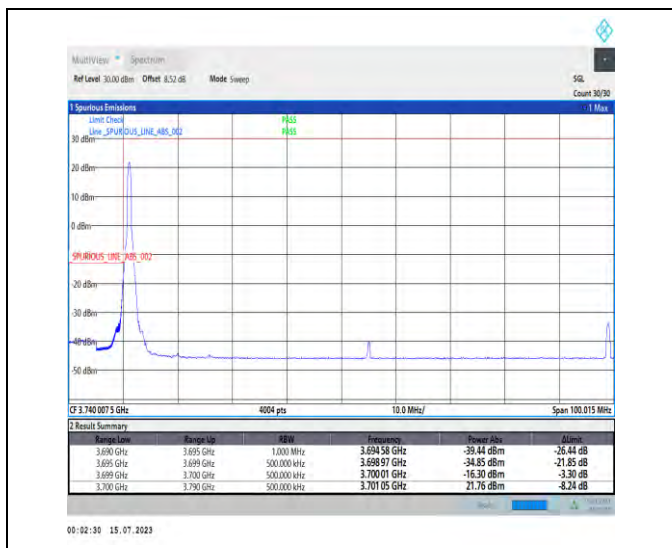 MultiView Spectrum
Ref Level 30.00 dBm Offset 8.52 dB Mode Sweep SGL
Count 30/30
1 Spurious Emissions 1 Max
Limit Check PASS
Line _SPURIOUS_LINE_ABS_002 PASS
30 dBm
20 dBm
10 dBm
0 dBm
_SPURIOUS_LINE_ABS_002
-20 dBm
-30 dBm
-40 dBm
-50 dBm
CF 3.740 007 5 GHz 4004 pts 10.0 MHz/ Span 100.015 MHz
2 Result Summary
Range Low Range Up RBW Frequency Power Abs ΔLimit
3.690 GHz 3.695 GHz 1.000 MHz 3.694 58 GHz -39.44 dBm -26.44 dB
3.695 GHz 3.699 GHz 500.000 kHz 3.698 97 GHz -34.85 dBm -21.85 dB
3.699 GHz 3.700 GHz 500.000 kHz 3.700 01 GHz -16.30 dBm -3.30 dB
3.700 GHz 3.790 GHz 500.000 kHz 3.701 05 GHz 21.76 dBm -8.24 dB
00:02:30 15.07.2023